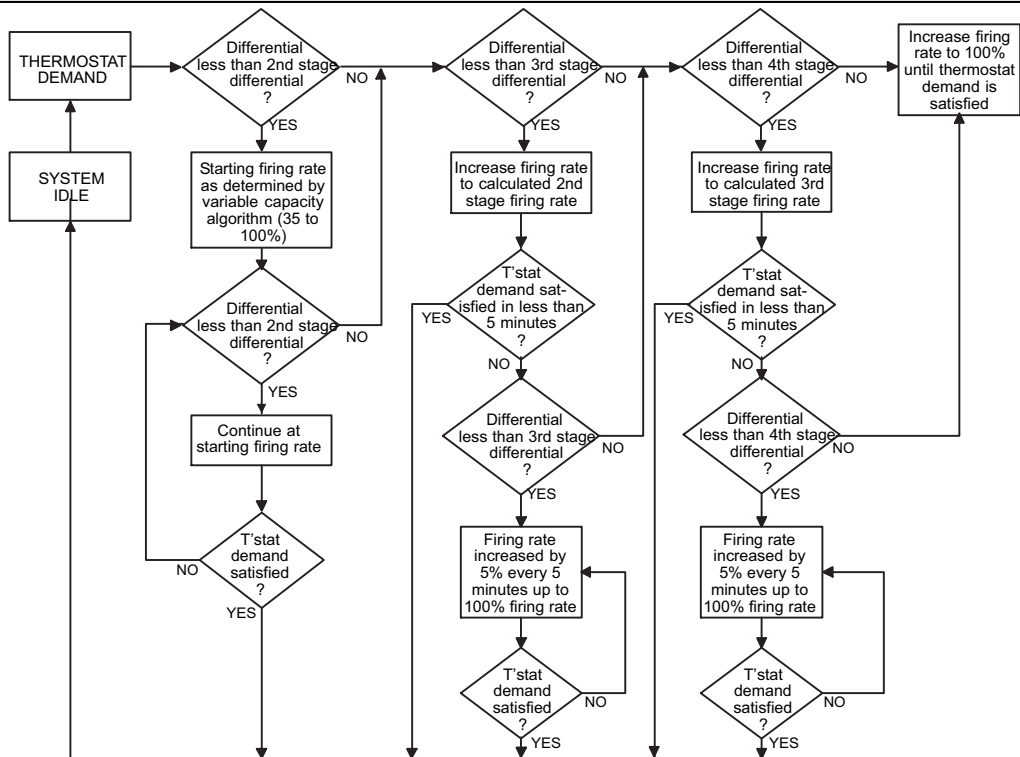 THERMOSTAT
DEMAND
SYSTEM
IDLE
Differential
less than 2nd stage
differential
?
NO
YES
Starting firing rate
as determined by
variable capacity
algorithm (35 to
100%)
Differential
less than 2nd stage
differential
?
NO
YES
Continue at
starting firing rate
T'stat
demand
satisfied
?
NO
YES
Differential
less than 3rd stage
differential
?
NO
YES
Increase firing rate
to calculated 2nd
stage firing rate
T'stat
demand sat-
isfied in less than
5 minutes
?
YES
NO
Differential
less than 3rd stage
differential
?
NO
YES
Firing rate
increased by
5% every 5
minutes up to
100% firing rate
T'stat
demand
satisfied
?
NO
YES
Differential
less than 4th stage
differential
?
NO
YES
Increase firing rate
to calculated 3rd
stage firing rate
T'stat
demand sat-
isfied in less than
5 minutes
?
YES
NO
Differential
less than 4th stage
differential
?
NO
YES
Firing rate
increased by
5% every 5
minutes up to
100% firing rate
T'stat
demand
satisfied
?
NO
YES
Increase firing
rate to 100%
until thermostat
demand is
satisfied